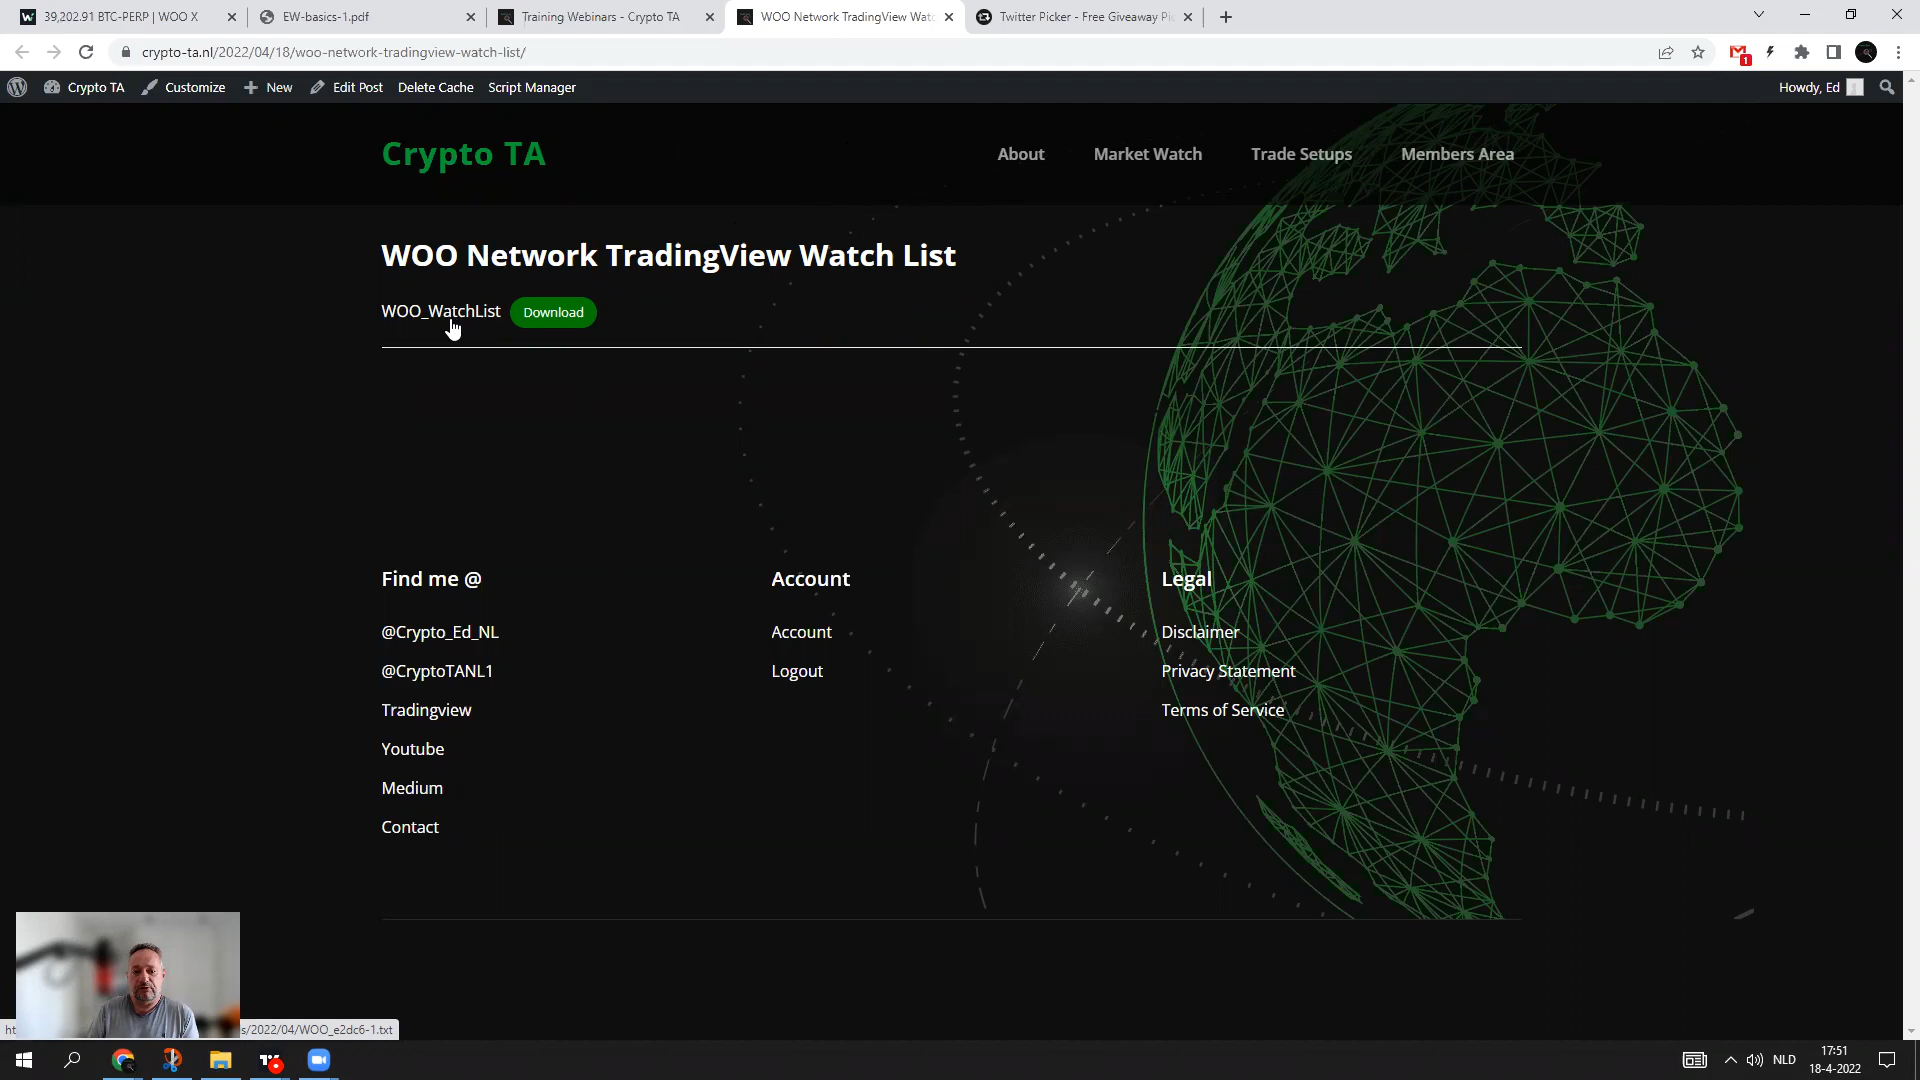 39,202.91 BTC-PERP | WOO X
EW-basics-1.pdf
Training Webinars - Crypto TA
WOO Network TradingView Wat
Twitter Picker - Free Giveaway Pi
crypto-ta.nl/2022/04/18/woo-network-tradingview-watch-list/
1
Crypto TA
Customize
New
Edit Post
Delete Cache
Script Manager
Howdy, Ed
Crypto TA
About
Market Watch
Trade Setups
Members Area
WOO Network TradingView Watch List
WOO_WatchList
Download
Find me @
@Crypto_Ed_NL
@CryptoTANL1
Tradingview
Youtube
Medium
Contact
Account
Account
Logout
Legal
Disclaimer
Privacy Statement
Terms of Service
ht
s/2022/04/WOO_e2dc6-1.txt
NLD
17:51
18-4-2022